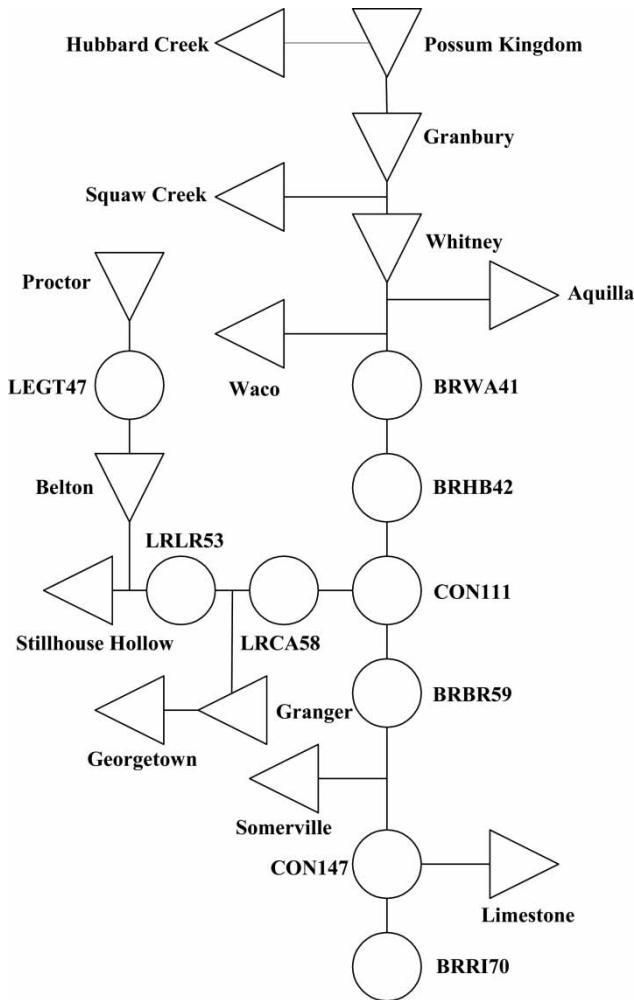 Hubbard Creek
Possum Kingdom
Granbury
Squaw Creek
Whitney
Proctor
Aquilla
Waco
LEGT47
BRWA41
Belton
BRHB42
LRLR53
CON111
Stillhouse Hollow
LRCA58
BRBR59
Granger
Georgetown
Somerville
CON147
Limestone
BRRI70